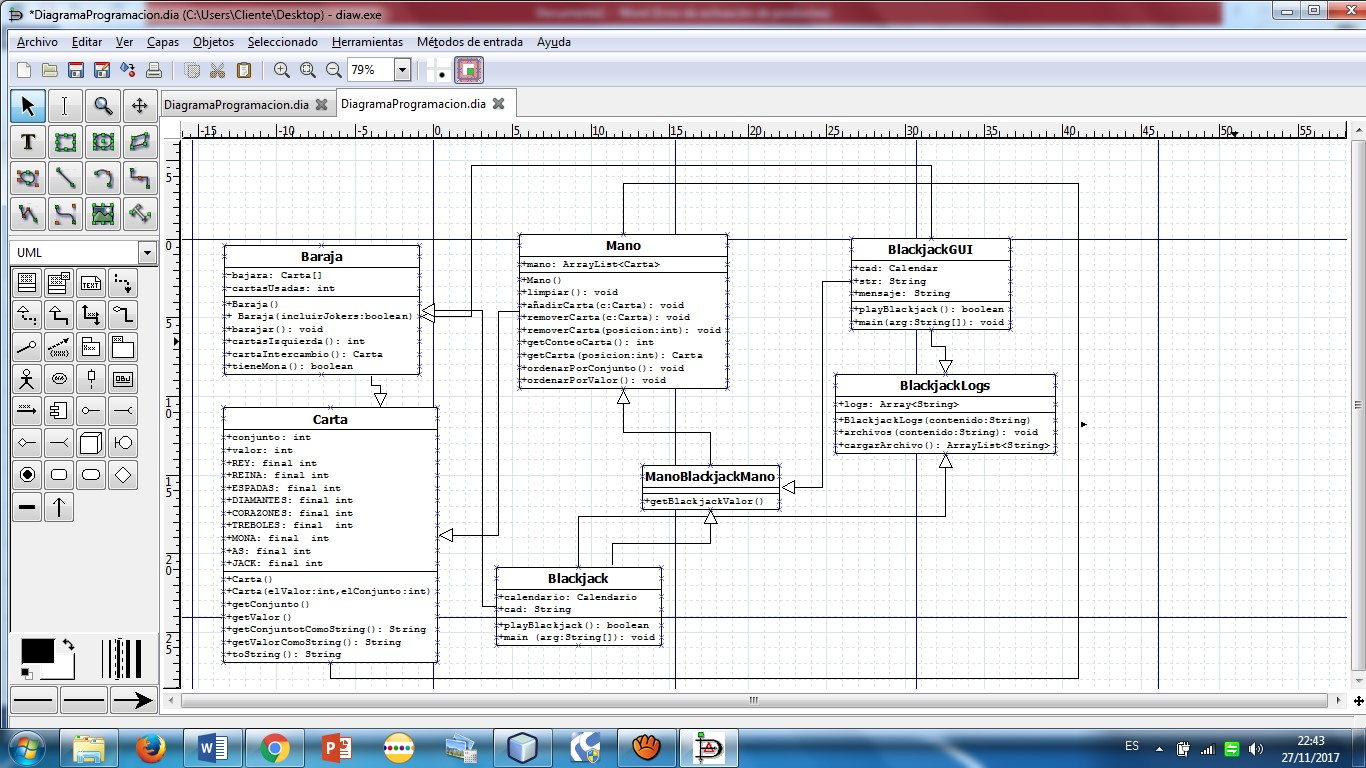 *DiagramaProgramacion.dia (C:\Users\Cliente\Desktop) - diaw.exe
Archivo Editar Ver Capas Objetos Seleccionado Herramientas Métodos de entrada Ayuda
79%
DiagramaProgramacion.dia DiagramaProgramacion.dia
-15 -10 -5 0 5 10 15 20 25 30 35 40 45 50 55
UML
5
0
5
10
15
20
25
Baraja
-bajara: Carta[]
-cartasUsadas: int
+Baraja()
+ Baraja(incluirJokers:boolean)
+barajar(): void
+cartasIzquierda(): int
+cartaIntercambio(): Carta
+tieneMona(): boolean
Carta
+conjunto: int
+valor: int
+REY: final int
+REINA: final int
+ESPADAS: final int
+DIAMANTES: final int
+CORAZONES: final int
+TREBOLES: final  int
+MONA: final  int
+AS: final int
+JACK: final int
+Carta()
+Carta(elValor:int,elConjunto:int)
+getConjunto()
+getValor()
+getConjuntotComoString(): String
+getValorComoString(): String
+toString(): String
Mano
+mano: ArrayList<Carta>
+Mano()
+limpiar(): void
+añadirCarta(c:Carta): void
+removerCarta(c:Carta): void
+removerCarta(posicion:int): void
+getConteoCarta(): int
+getCarta(posicion:int): Carta
+ordenarPorConjunto(): void
+ordenarPorValor(): void
BlackjackGUI
+cad: Calendar
+str: String
+mensaje: String
+playBlackjack(): boolean
+main(arg:String[]): void
BlackjackLogs
+logs: Array<String>
+BlackjackLogs(contenido:String)
+archivos(contenido:String): void
+cargarArchivo(): ArrayList<String>
ManoBlackjackMano
+getBlackjackValor()
Blackjack
+calendario: Calendario
+cad: String
+playBlackjack(): boolean
+main (arg:String[]): void
ES
22:43
27/11/2017